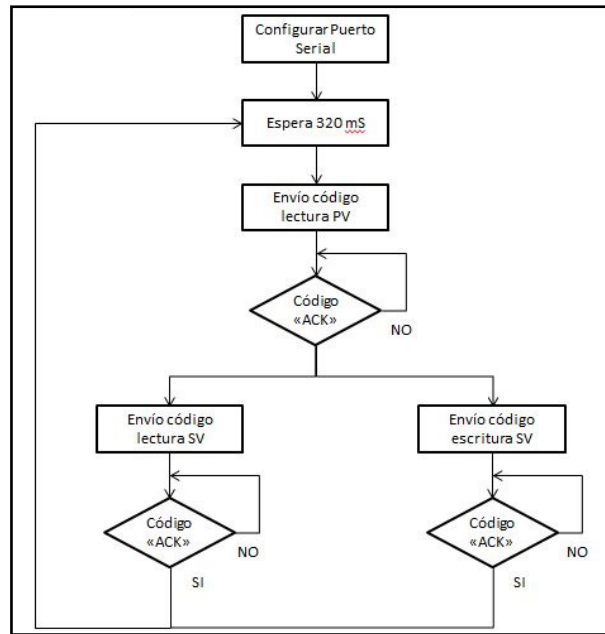 Configurar Puerto
Serial
Espera 320 mS
Envío código
lectura PV
Código
«ACK»
NO
Envío código
lectura SV
Envío código
escritura SV
Código
«ACK»
NO
SI
Código
«ACK»
NO
SI